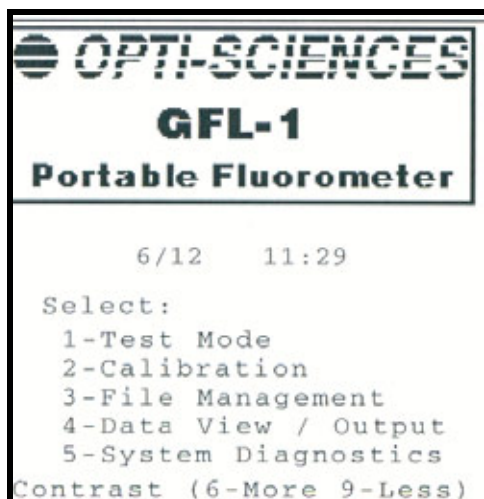 OPTI-SCIENCES
GFL-1
Portable Fluorometer
6/12 11:29
Select:
1-Test Mode
2-Calibration
3-File Management
4-Data View / Output
5-System Diagnostics
Contrast (6-More 9-Less)